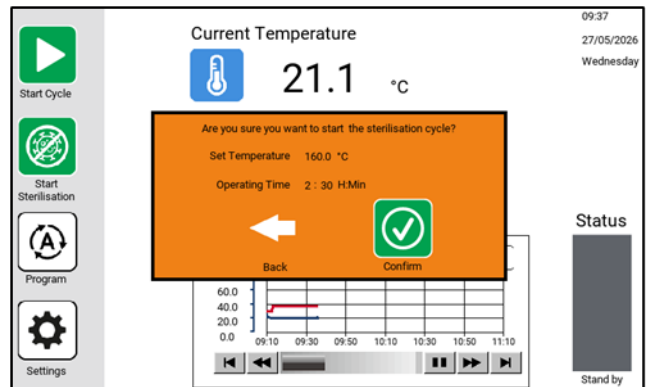 09:37
27/05/2026
Wednesday
Current Temperature
21.1 °C
Start Cycle
Start
Sterilisation
Program
Settings
Are you sure you want to start the sterilisation cycle?
Set Temperature 160.0 °C
Operating Time 2 : 30 H:Min
Back
Confirm
60.0
40.0
20.0
0.0
09:10 09:30 09:50 10:10 10:30 10:50 11:10
Status
Stand by